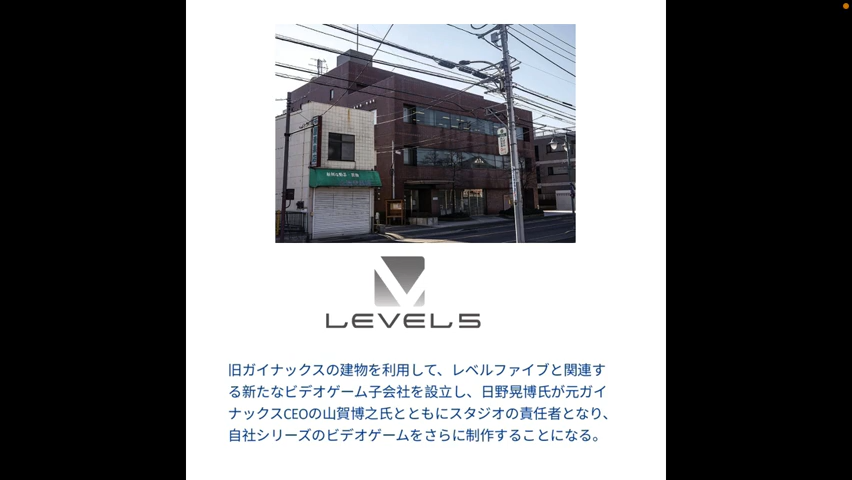 LEVEL5
旧ガイナックスの建物を利用して、レベルファイブと関連す
る新たなビデオゲーム子会社を設立し、日野晃博氏が元ガイ
ナックスCEOの山賀博之氏とともにスタジオの責任者となり、
自社シリーズのビデオゲームをさらに制作することになる。